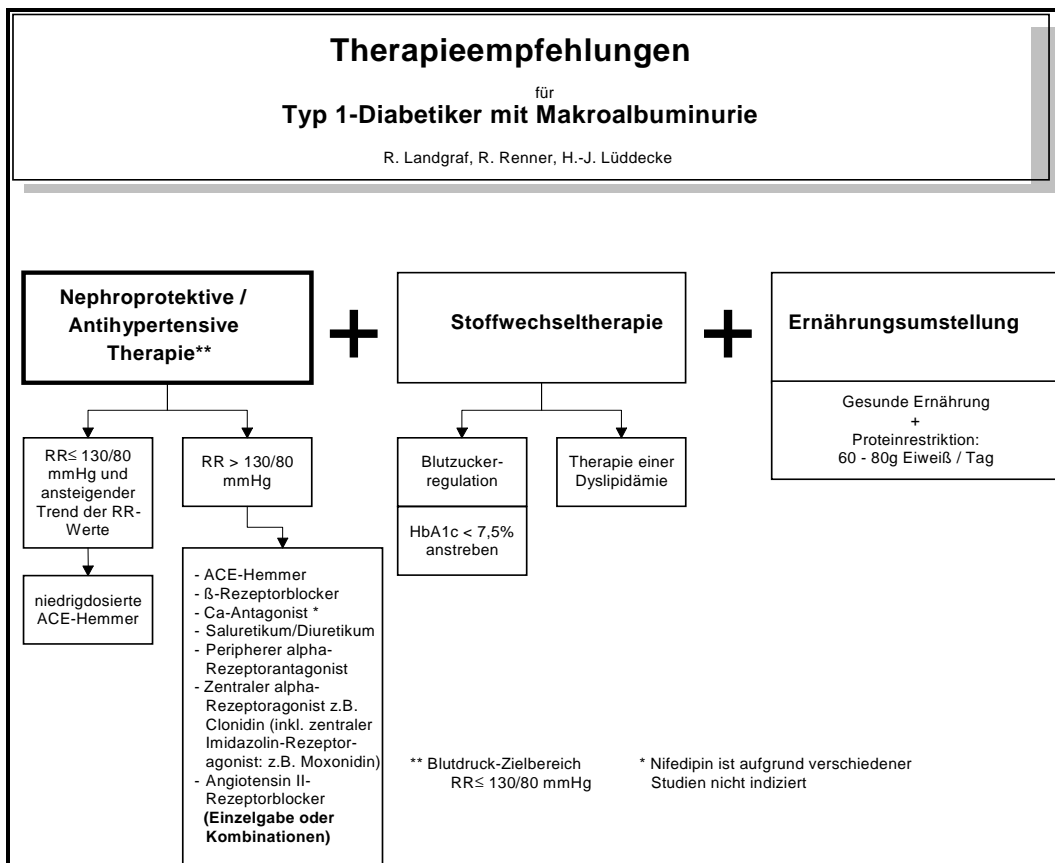 Therapieempfehlungen
für
Typ 1-Diabetiker mit Makroalbuminurie
R. Landgraf, R. Renner, H.-J. Lüddecke
Nephroprotektive /
Antihypertensive
Therapie**
+
Stoffwechseltherapie
+
Ernährungsumstellung
Gesunde Ernährung
+
Proteinrestriktion:
60 - 80g Eiweiß / Tag
RR≤ 130/80
mmHg und
ansteigender
Trend der RR-
Werte
RR > 130/80
mmHg
Blutzucker-
regulation
HbA1c < 7,5%
anstreben
Therapie einer
Dyslipidämie
niedrigdosierte
ACE-Hemmer
- ACE-Hemmer
- ß-Rezeptorblocker
- Ca-Antagonist *
- Saluretikum/Diuretikum
- Peripherer alpha-
Rezeptorantagonist
- Zentraler alpha-
Rezeptoragonist z.B.
Clonidin (inkl. zentraler
Imidazolin-Rezeptor-
agonist: z.B. Moxonidin)
- Angiotensin II-
Rezeptorblocker
(Einzelgabe oder
Kombinationen)
** Blutdruck-Zielbereich
RR≤ 130/80 mmHg
* Nifedipin ist aufgrund verschiedener
Studien nicht indiziert